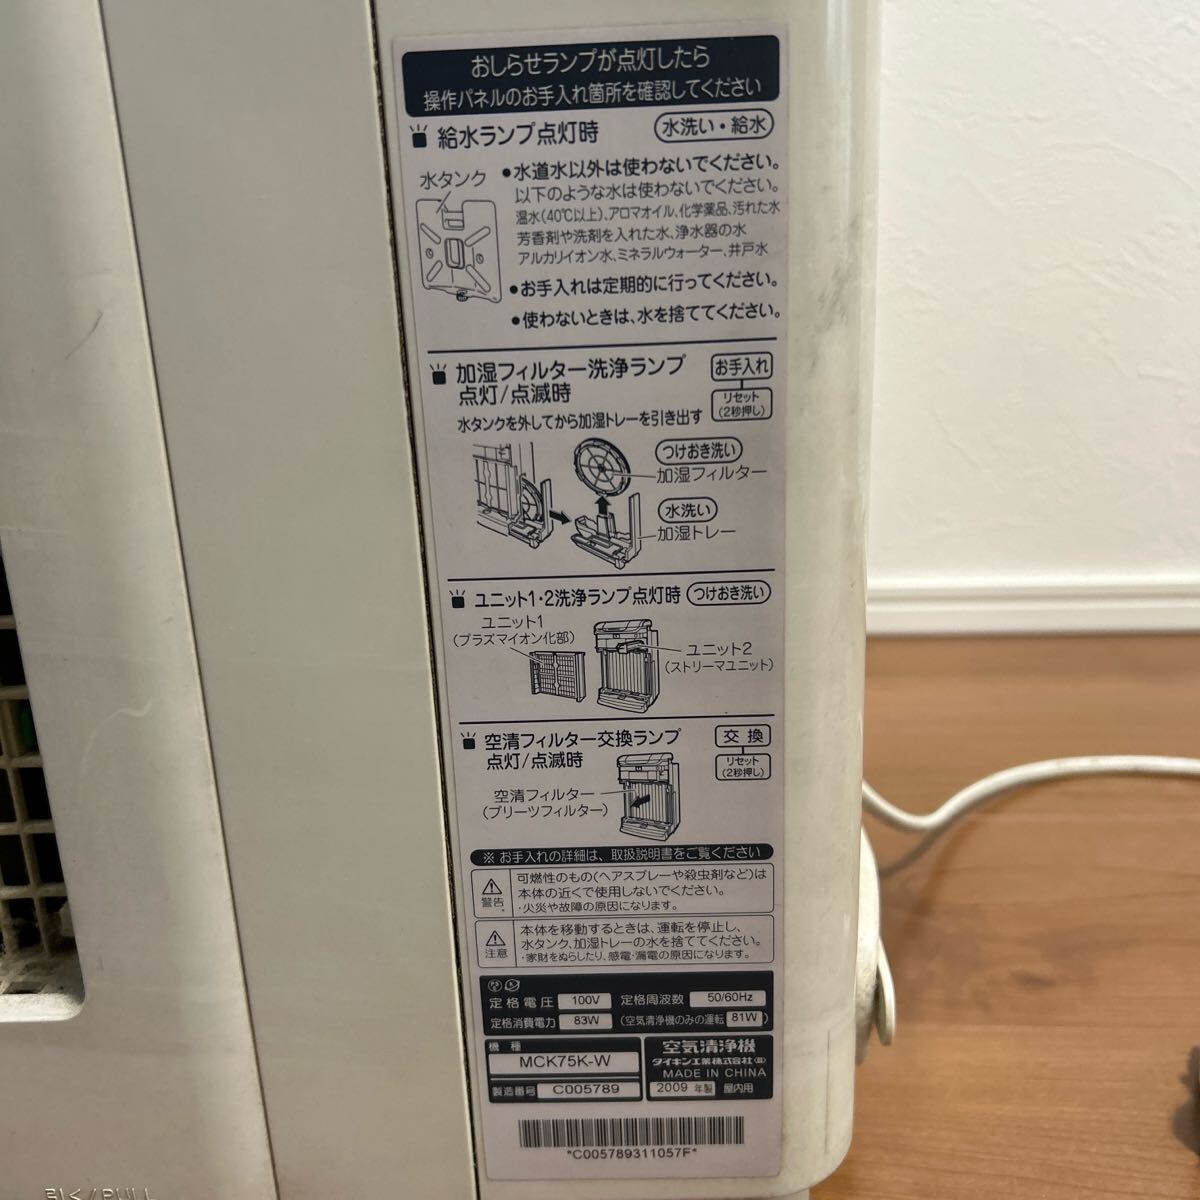 おしらせランプが点灯したら
操作パネルのお手入れ箇所を確認してください
給水ランプ点灯時
水洗い・給水
水タンク
●水道水以外は使わないでください。
以下のような水は使わないでください。
温水(40℃以上)、アロマオイル、化学薬品、汚れた水
芳香剤や洗剤を入れた水、浄水器の水
アルカリイオン水、ミネラルウォーター、井戸水
●お手入れは定期的に行ってください。
●使わないときは、水を捨ててください。
加湿フィルター洗浄ランプ
点灯/点滅時
お手入れ
リセット
(2秒押し)
水タンクを外してから加湿トレーを引き出す
つけおき洗い
加湿フィルター
水洗い
加湿トレー
ユニット1・2洗浄ランプ点灯時
つけおき洗い
ユニット1
(プラズマイオン化部)
ユニット2
(ストリーマユニット)
空清フィルター交換ランプ
点灯/点滅時
交換
リセット
(2秒押し)
空清フィルター
(プリーツフィルター)
※お手入れの詳細は、取扱説明書をご覧ください
警告
可燃性のもの(ヘアスプレーや殺虫剤など)は
本体の近くで使用しないでください。
・火災や故障の原因になります。
注意
本体を移動するときは、運転を停止し、
水タンク、加湿トレーの水を捨ててください。
・家財をぬらしたり、感電・漏電の原因になります。
定格電圧 100V 定格周波数 50/60Hz
定格消費電力 83W (空気清浄機のみの運転 81W)
機種
MCK75K-W
製造番号 C005789
空気清浄機
ダイキン工業株式会社
MADE IN CHINA
2009 年製 屋内用
*C005789311057F*
引く/PULL